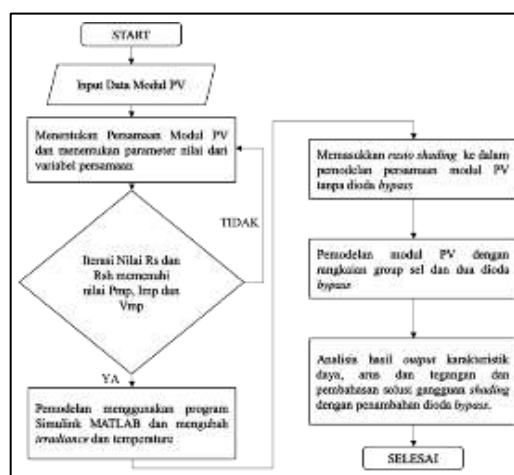 START
Input Data Modul PV
Menentukan Persamaan Modul PV
dan menentukan parameter nilai dari
variabel persamaan
TIDAK
Iterasi Nilai Rs dan
Rsh memenuhi
nilai Pmp, Imp dan
Vmp
YA
Pemodelan menggunakan program
Simulink MATLAB dan mengubah
irradiance dan temperature
Memasukkan rasio shading ke dalam
pemodelan persamaan modul PV
tanpa dioda bypass
Pemodelan modul PV dengan
rangkaian group sel dan dua dioda
bypass
Analisis hasil output karakteristik
daya, arus dan tegangan dan
pembahasan solusi gangguan shading
dengan penambahan dioda bypass.
SELESAI